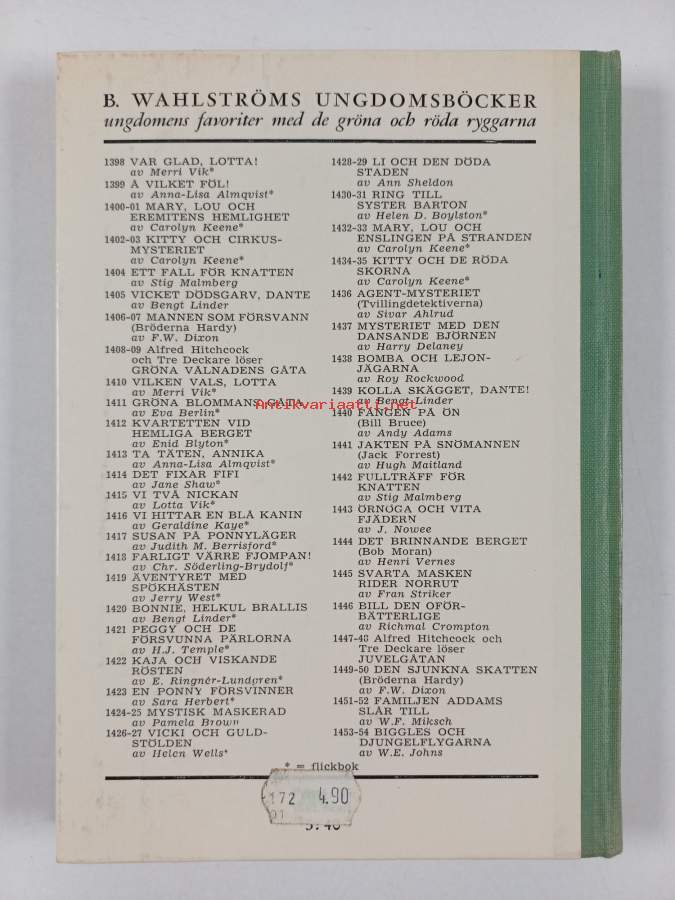 B. WAHLSTRÖMS UNGDOMSBÖCKER
ungdomens favoriter med de gröna och röda ryggarna
1398 VAR GLAD, LOTTA!
av Merri Vik*
1399 Å VILKET FÖL!
av Anna-Lisa Almqvist*
1400-01 MARY, LOU OCH
EREMITENS HEMLIGHET
av Carolyn Keene*
1402-03 KITTY OCH CIRKUS-
MYSTERIET
av Carolyn Keene*
1404 ETT FALL FÖR KNATTEN
av Stig Malmberg
1405 VICKET DÖDSGARV, DANTE
av Bengt Linder
1406-07 MANNEN SOM FÖRSVANN
(Bröderna Hardy)
av F.W. Dixon
1408-09 Alfred Hitchcock
och Tre Deckare löser
GRÖNA VÅLNADENS GÅTA
1410 VILKEN VALS, LOTTA
av Merri Vik*
1411 GRÖNA BLOMMANS GÅTA
av Eva Berlin*
1412 KVARTETTEN VID
HEMLIGA BERGET
av Enid Blyton*
1413 TA TÄTEN, ANNIKA
av Anna-Lisa Almqvist*
1414 DET FIXAR FIFI
av Jane Shaw*
1415 VI TVÅ NICKAN
av Lotta Vik*
1416 VI HITTAR EN BLÅ KANIN
av Geraldine Kaye*
1417 SUSAN PÅ PONNYLÄGER
av Judith M. Berrisford*
1418 FARLIGT VÄRRE FJOMPAN!
av Chr. Söderling-Brydolf*
1419 ÄVENTYRET MED
SPÖKHÄSTEN
av Jerry West*
1420 BONNIE, HELKUL BRALLIS
av Bengt Linder*
1421 PEGGY OCH DE
FÖRSVUNNA PÄRLORNA
av H.J. Temple*
1422 KAJA OCH VISKANDE
RÖSTEN
av E. Ringnér-Lundgren*
1423 EN PONNY FÖRSVINNER
av Sara Herbert*
1424-25 MYSTISK MASKERAD
av Pamela Brown
1426-27 VICKI OCH GULD-
STÖLDEN
av Helen Wells*
1428-29 LI OCH DEN DÖDA
STADEN
av Ann Sheldon
1430-31 RING TILL
SYSTER BARTON
av Helen D. Boylston*
1432-33 MARY, LOU OCH
ENSLINGEN PÅ STRANDEN
av Carolyn Keene*
1434-35 KITTY OCH DE RÖDA
SKORNA
av Carolyn Keene*
1436 AGENT-MYSTERIET
(Tvillingdetektiverna)
av Sivar Ahlrud
1437 MYSTERIET MED DEN
DANSANDE BJÖRNEN
av Harry Delaney
1438 BOMBA OCH LEJON-
JÄGARNA
av Roy Rockwood
1439 KOLLA SKÄGGET, DANTE!
av Bengt Linder
1440 FÅNGEN PÅ ÖN
(Bill Bruce)
av Andy Adams
1441 JAKTEN PÅ SNÖMANNEN
(Jack Forrest)
av Hugh Maitland
1442 FULLTRÄFF FÖR
KNATTEN
av Stig Malmberg
1443 ÖRNÖGA OCH VITA
FJÄDERN
av J. Nowee
1444 DET BRINNANDE BERGET
(Bob Moran)
av Henri Vernes
1445 SVARTA MASKEN
RIDER NORRUT
av Fran Striker
1446 BILL DEN OFÖR-
BÄTTERLIGE
av Richmal Crompton
1447-48 Alfred Hitchcock och
Tre Deckare löser
JUVELGÅTAN
1449-50 DEN SJUNKNA SKATTEN
(Bröderna Hardy)
av F.W. Dixon
1451-52 FAMILJEN ADDAMS
SLÅR TILL
av W.F. Miksch
1453-54 BIGGLES OCH
DJUNGELFLYGARNA
av W.E. Johns
* = flickbok
Antikvariaatti.net
172 4.90